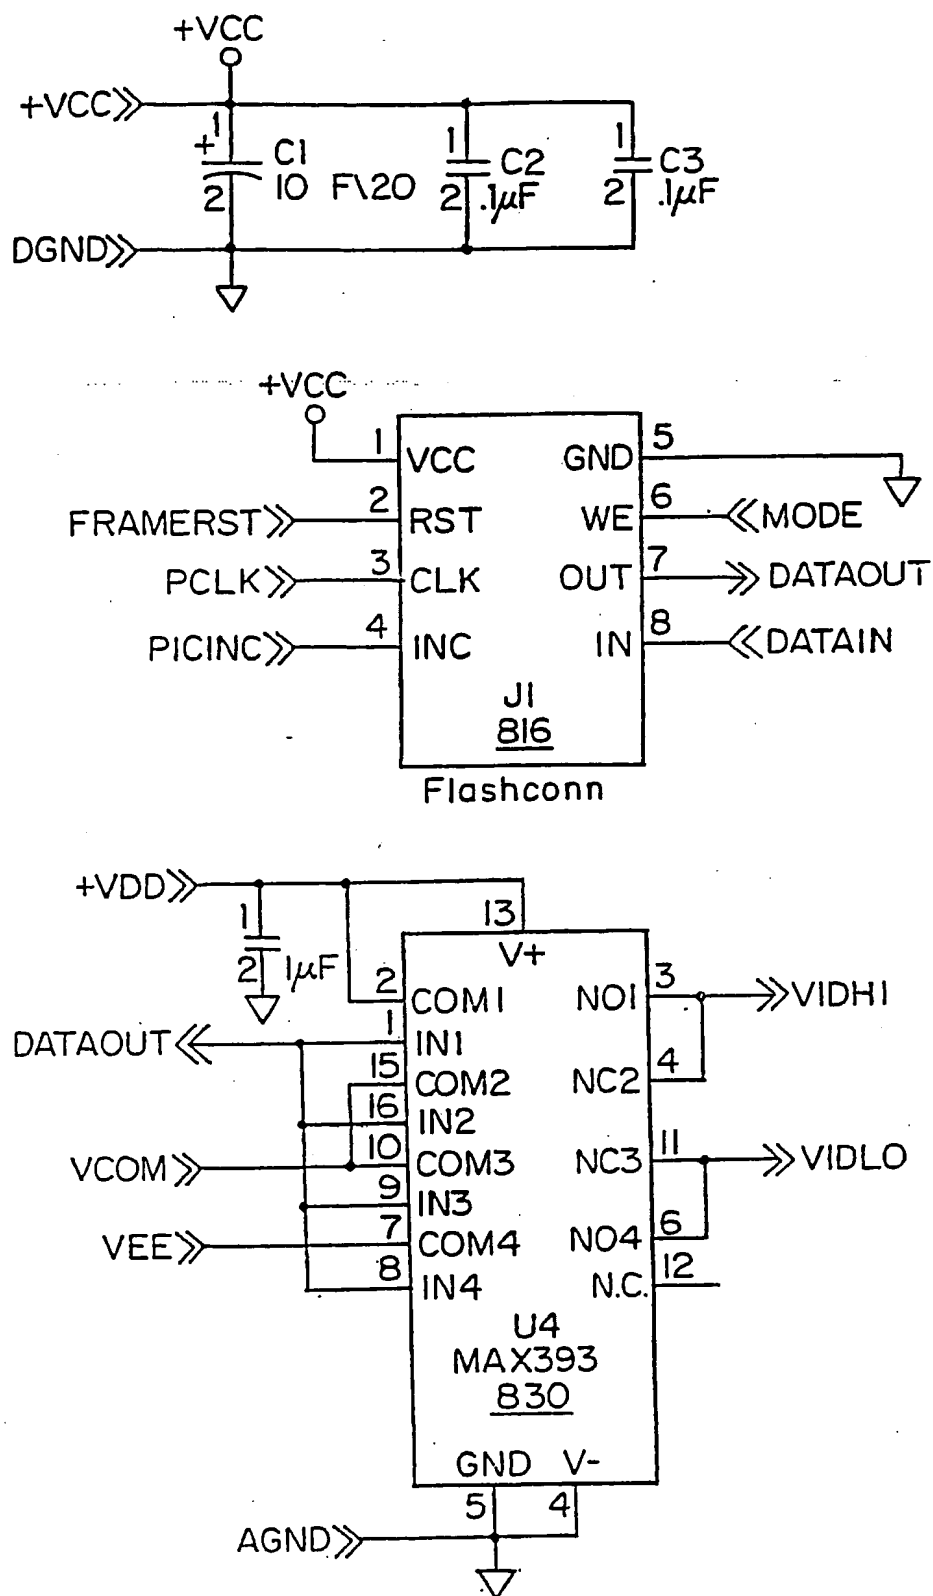 +VCC
+VCC
1
+
C1
10 F\20
2
1
C2
2
.1µF
1
C3
2
.1µF
DGND
+VCC
1
VCC
GND
5
FRAMERST
2
RST
WE
6
MODE
PCLK
3
CLK
OUT
7
DATAOUT
PICINC
4
INC
IN
8
DATAIN
J1
816
Flashconn
+VDD
1
2
1µF
13
V+
2
COM1
NO1
3
VIDHI
DATAOUT
1
IN1
15
COM2
NC2
4
16
IN2
VCOM
10
COM3
NC3
11
VIDLO
9
IN3
VEE
7
COM4
NO4
6
8
IN4
N.C.
12
U4
MAX393
830
GND
V-
5
4
AGND